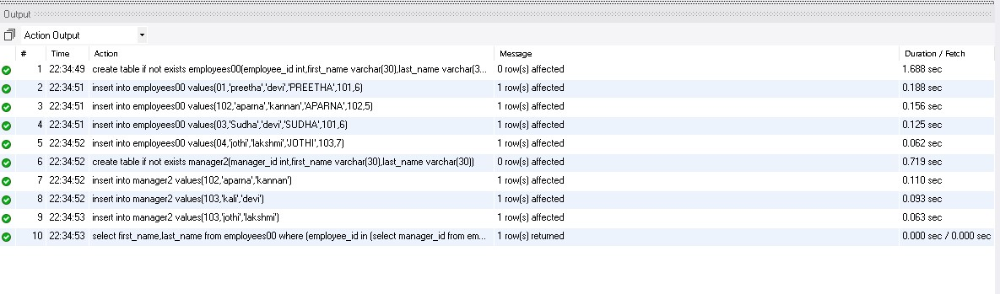 Output
Action Output
# Time Action Message Duration / Fetch
1 22:34:49 create table if not exists employees00(employee_id int,first_name varchar(30),last_name varchar(3... 0 row(s) affected 1.688 sec
2 22:34:51 insert into employees00 values(01,'preetha','devi','PREETHA',101,6) 1 row(s) affected 0.188 sec
3 22:34:51 insert into employees00 values(102,'aparna','kannan','APARNA',102,5) 1 row(s) affected 0.156 sec
4 22:34:51 insert into employees00 values(03,'Sudha','devi','SUDHA',101,6) 1 row(s) affected 0.125 sec
5 22:34:52 insert into employees00 values(04,'jothi','lakshmi','JOTHI',103,7) 1 row(s) affected 0.062 sec
6 22:34:52 create table if not exists manager2(manager_id int,first_name varchar(30),last_name varchar(30)) 0 row(s) affected 0.719 sec
7 22:34:52 insert into manager2 values(102,'aparna','kannan') 1 row(s) affected 0.110 sec
8 22:34:52 insert into manager2 values(103,'kali','devi') 1 row(s) affected 0.093 sec
9 22:34:53 insert into manager2 values(103,'jothi','lakshmi') 1 row(s) affected 0.063 sec
10 22:34:53 select first_name,last_name from employees00 where (employee_id in (select manager_id from em... 1 row(s) returned 0.000 sec / 0.000 sec